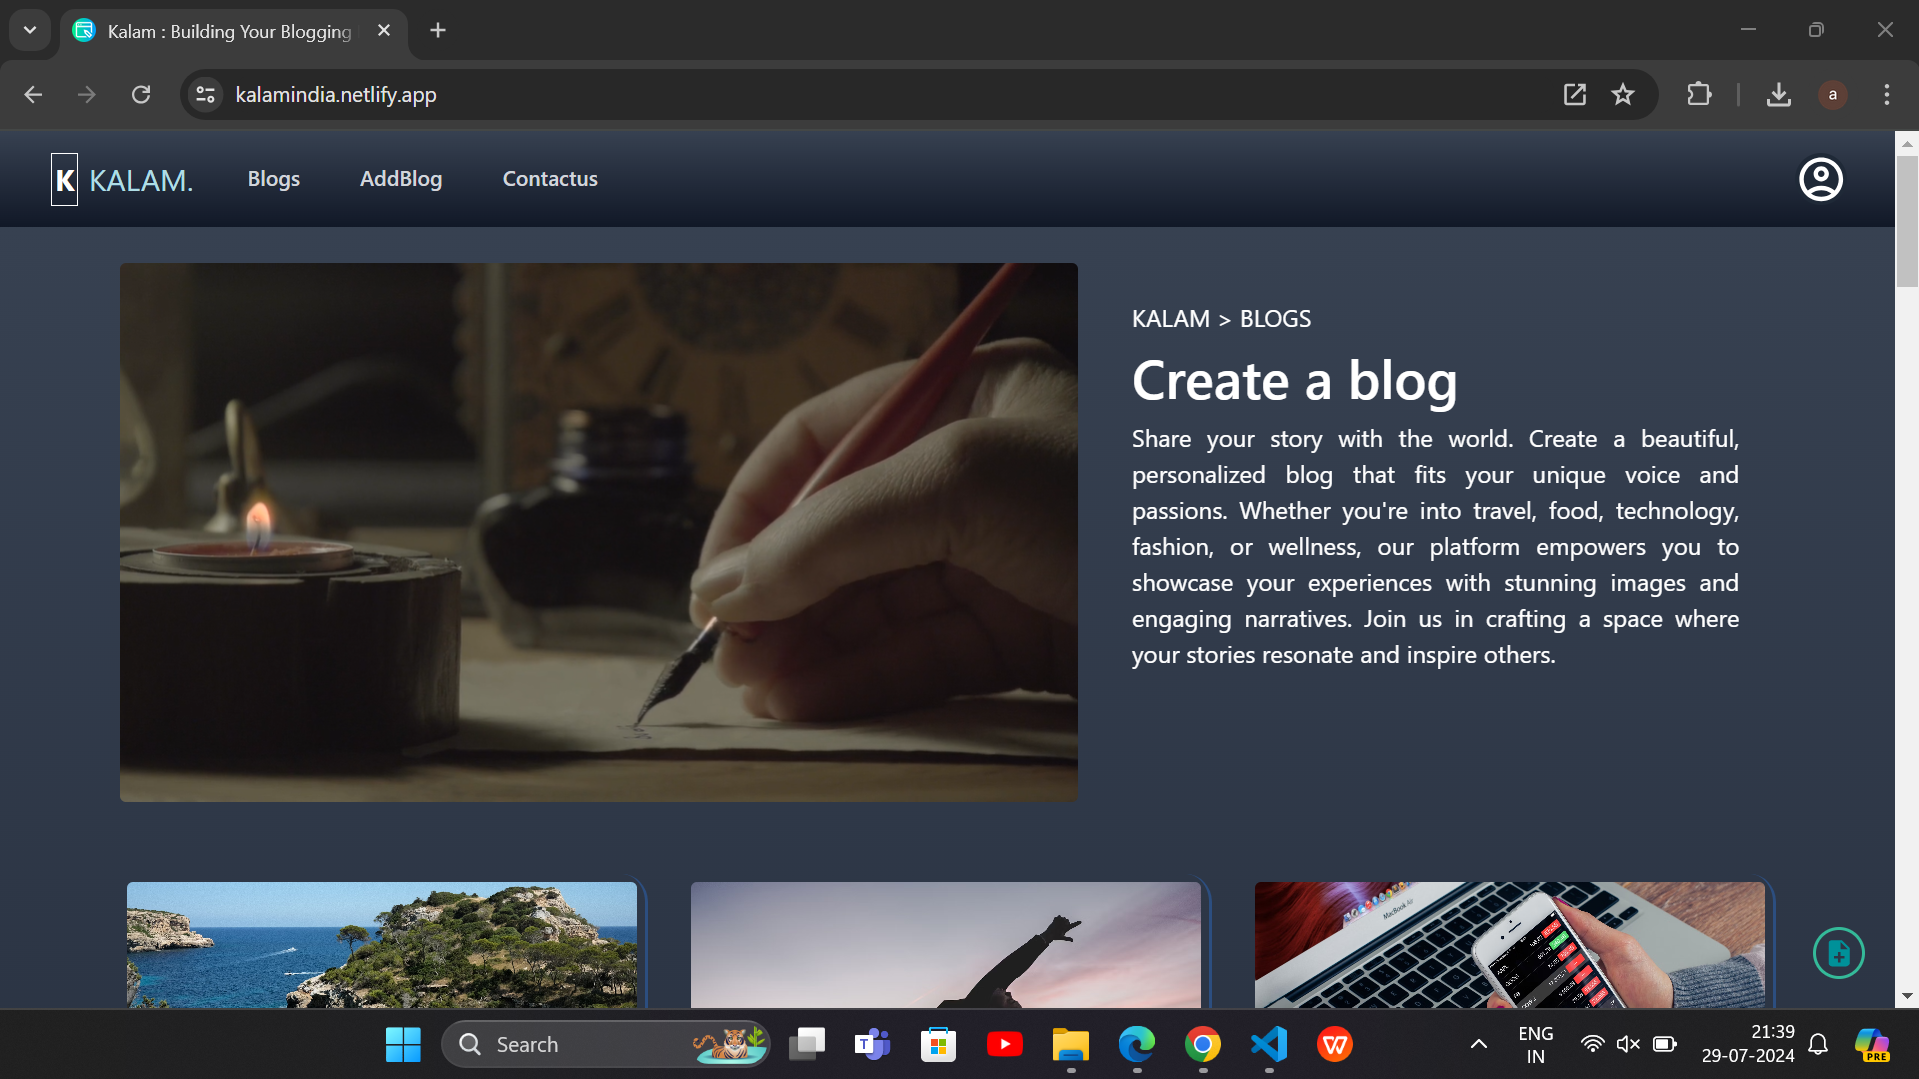 Kalam : Building Your Blogging
kalamindia.netlify.app
a
K KALAM.
Blogs
AddBlog
Contactus
KALAM > BLOGS
Create a blog
Share your story with the world. Create a beautiful,
personalized blog that fits your unique voice and
passions. Whether you're into travel, food, technology,
fashion, or wellness, our platform empowers you to
showcase your experiences with stunning images and
engaging narratives. Join us in crafting a space where
your stories resonate and inspire others.
MacBook Air
Search
T
W
ENG
IN
21:39
29-07-2024
PRE